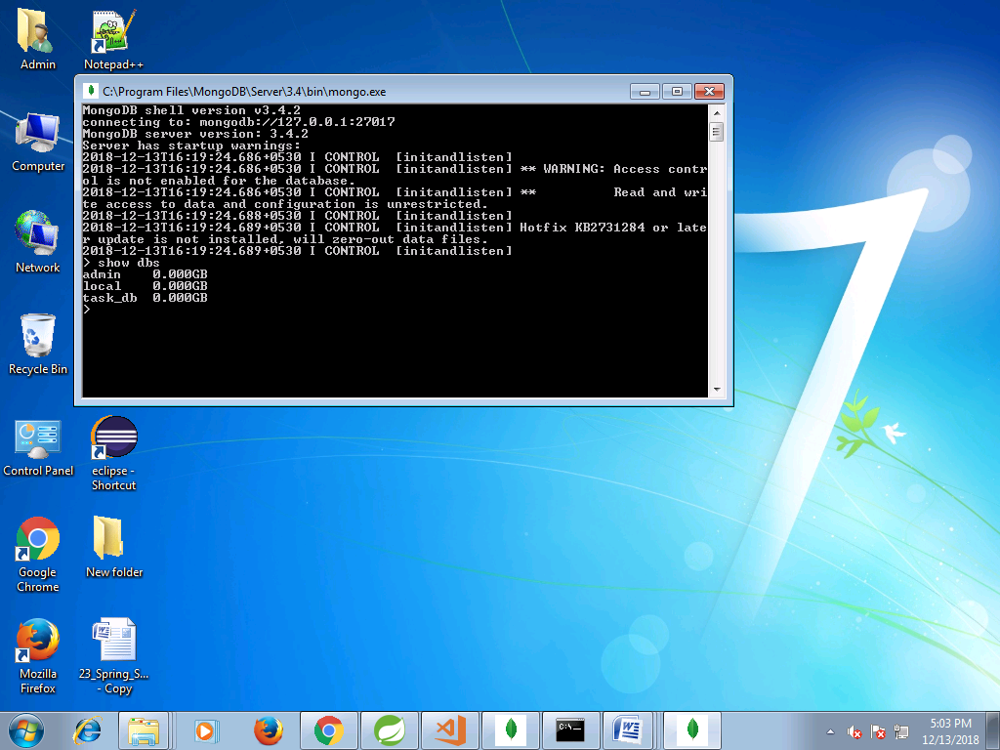 Admin
Notepad++
Computer
Network
Recycle Bin
Control Panel
eclipse -
Shortcut
Google
Chrome
New folder
Mozilla
Firefox
23_Spring_S...
- Copy
C:\Program Files\MongoDB\Server\3.4\bin\mongo.exe
MongoDB shell version v3.4.2
connecting to: mongodb://127.0.0.1:27017
MongoDB server version: 3.4.2
Server has startup warnings:
2018-12-13T16:19:24.686+0530 I CONTROL  [initandlisten]
2018-12-13T16:19:24.686+0530 I CONTROL  [initandlisten] ** WARNING: Access contr
ol is not enabled for the database.
2018-12-13T16:19:24.686+0530 I CONTROL  [initandlisten] **          Read and wri
te access to data and configuration is unrestricted.
2018-12-13T16:19:24.688+0530 I CONTROL  [initandlisten]
2018-12-13T16:19:24.689+0530 I CONTROL  [initandlisten] Hotfix KB2731284 or late
r update is not installed, will zero-out data files.
2018-12-13T16:19:24.689+0530 I CONTROL  [initandlisten]
> show dbs
admin    0.000GB
local    0.000GB
task_db  0.000GB
>
C:\_
5:03 PM
12/13/2018